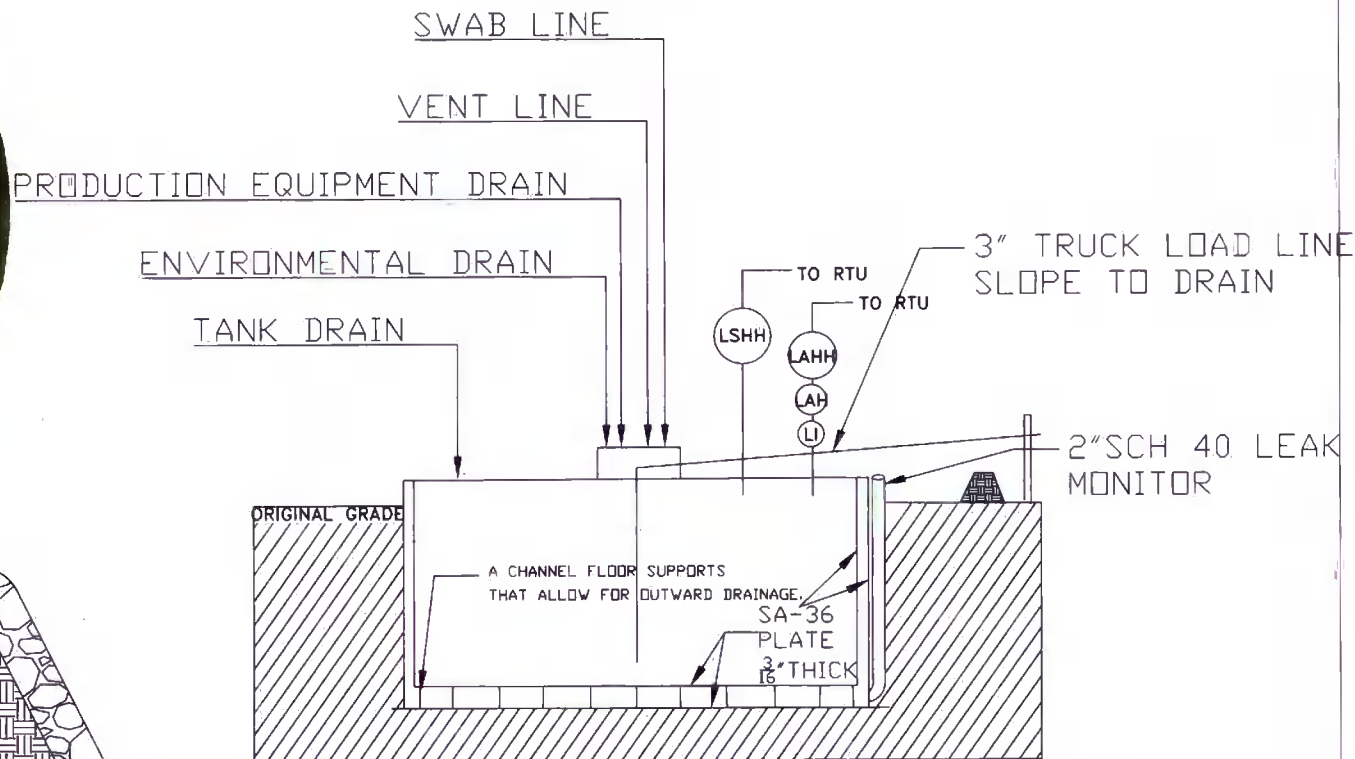 SWAB LINE
VENT LINE
PRODUCTION EQUIPMENT DRAIN
ENVIRONMENTAL DRAIN
TANK DRAIN
TO RTU
TO RTU
3" TRUCK LOAD LINE
SLOPE TO DRAIN
LSHH
LAHH
LAH
LI
2"SCH 40 LEAK
MONITOR
ORIGINAL GRADE
A CHANNEL FLOOR SUPPORTS
THAT ALLOW FOR OUTWARD DRAINAGE.
SA-36
PLATE
3/16" THICK